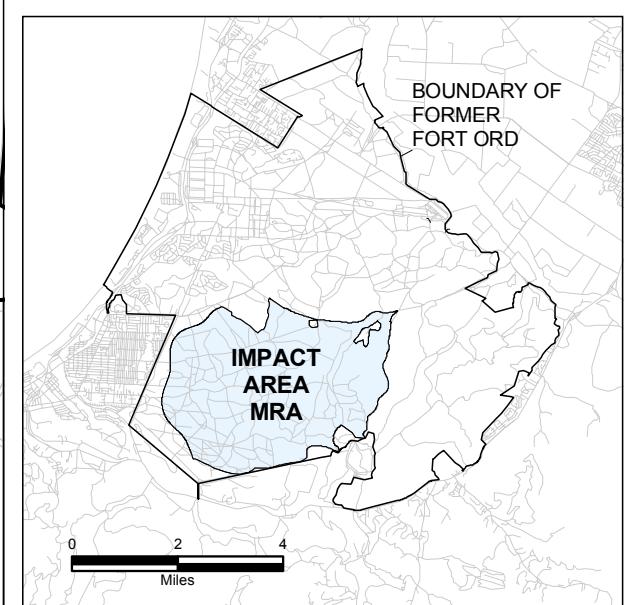 BOUNDARY OF
FORMER
FORT ORD
IMPACT
AREA
MRA
0 2 4
Miles